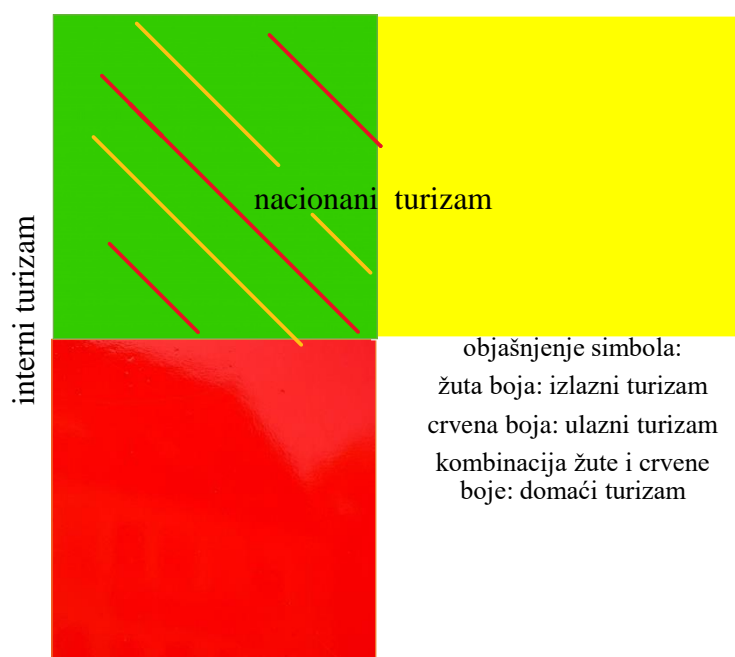 nacionani turizam
interni turizam
objašnjenje simbola:
žuta boja: izlazni turizam
crvena boja: ulazni turizam
kombinacija žute i crvene
boje: domaći turizam